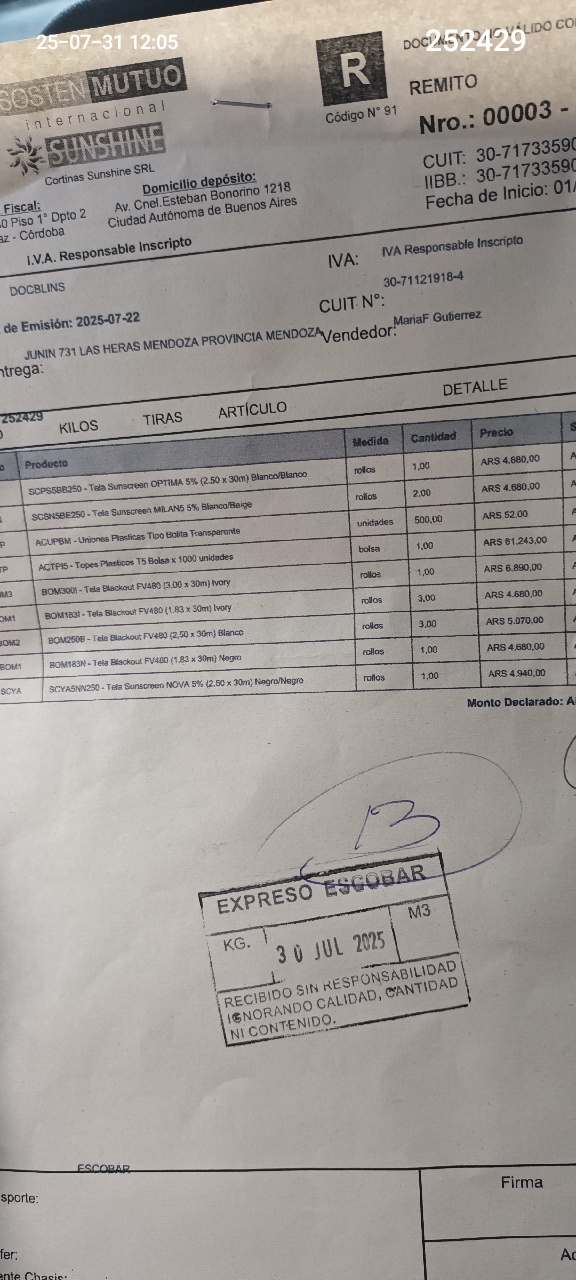 25-07-31 12:05
252429
DOCUMENTO NO VÁLIDO CO
SOSTEN MUTUO
internacional
SUNSHINE
Cortinas Sunshine SRL
R
Código N° 91
REMITO
Nro.: 00003 -
CUIT: 30-71733590
IIBB.: 30-71733590
Fecha de Inicio: 01/
Fiscal:
0 Piso 1° Dpto 2
az - Córdoba
Domicilio depósito:
Av. Cnel.Esteban Bonorino 1218
Ciudad Autónoma de Buenos Aires
I.V.A. Responsable Inscripto
DOCBLINS
IVA: IVA Responsable Inscripto
30-71121918-4
CUIT N°:
de Emisión: 2025-07-22
JUNIN 731 LAS HERAS MENDOZA PROVINCIA MENDOZA
Vendedor: MariaF Gutierrez
ntrega:
252429
KILOS TIRAS ARTÍCULO DETALLE
o Producto Medida Cantidad Precio S
SCPS5BB250 - Tela Sunscreen OPTIMA 5% (2.50 x 30m) Blanco/Blanco rollos 1,00 ARS 4.680,00 A
SCSN5BE250 - Tela Sunscreen MILAN5 5% Blanco/Beige rollos 2,00 ARS 4.680,00 A
P ACUPBM - Uniones Plasticas Tipo Bolita Transparente unidades 500,00 ARS 52,00 A
TP ACTPI5 - Topes Plasticos T5 Bolsa x 1000 unidades bolsa 1,00 ARS 61.243,00 A
OM3 BOM300I - Tela Blackout FV480 (3.00 x 30m) Ivory rollos 1,00 ARS 6.890,00 A
OM1 BOM183I - Tela Blackout FV480 (1.83 x 30m) Ivory rollos 3,00 ARS 4.680,00 A
BOM2 BOM250B - Tela Blackout FV480 (2,50 x 30m) Blanco rollos 3,00 ARS 5.070,00 A
BOM1 BOM183N - Tela Blackout FV480 (1.83 x 30m) Negro rollos 1,00 ARS 4.680,00 A
SCYA SCYA5NN250 - Tela Sunscreen NOVA 5% (2.50 x 30m) Negro/Negro rollos 1,00 ARS 4.940,00 A
Monto Declarado: A
13
EXPRESO ESCOBAR
KG. M3
30 JUL 2025
RECIBIDO SIN RESPONSABILIDAD
IGNORANDO CALIDAD, CANTIDAD
NI CONTENIDO.
ESCOBAR
sporte:
Firma
fer:
Ac
ente Chasis: